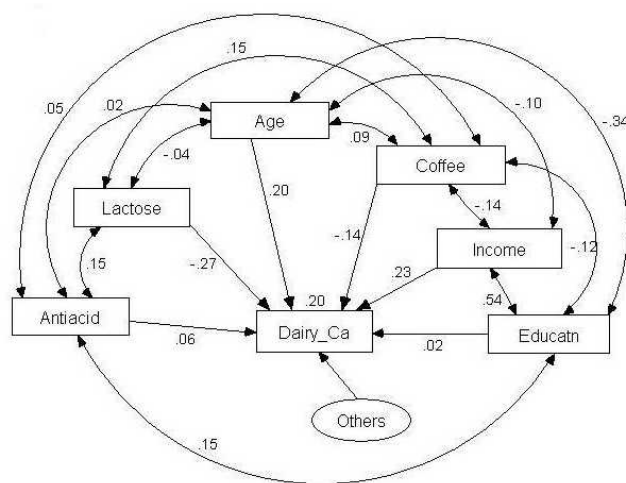 .15
.05
.02
-.10
-.34
Age
.09
-.04
Coffee
.20
Lactose
-.14
-.14
-.12
Income
.15
-.27
.23
.54
.20
Antiacid
.06
Dairy_Ca
.02
Educatn
Others
.15